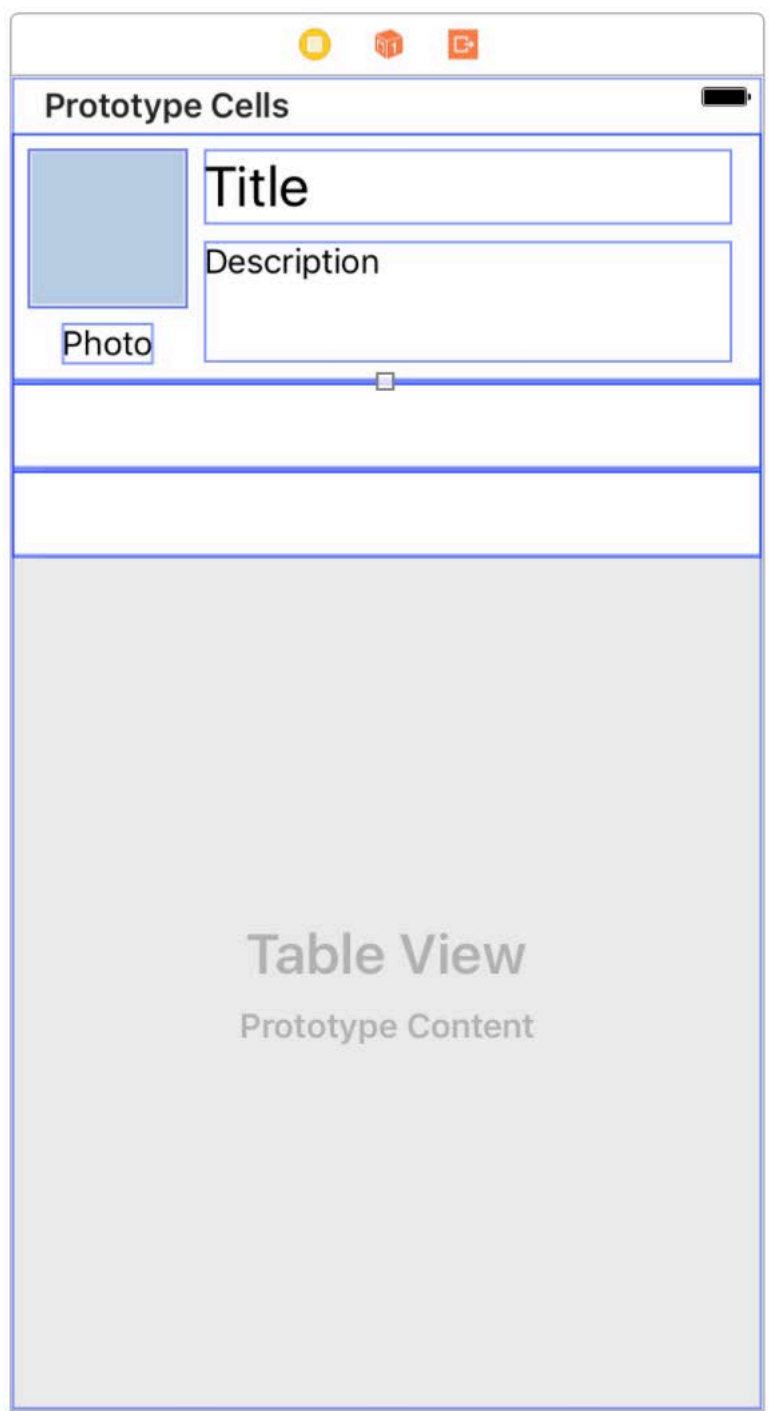 Prototype Cells
Title
Description
Photo
Table View
Prototype Content